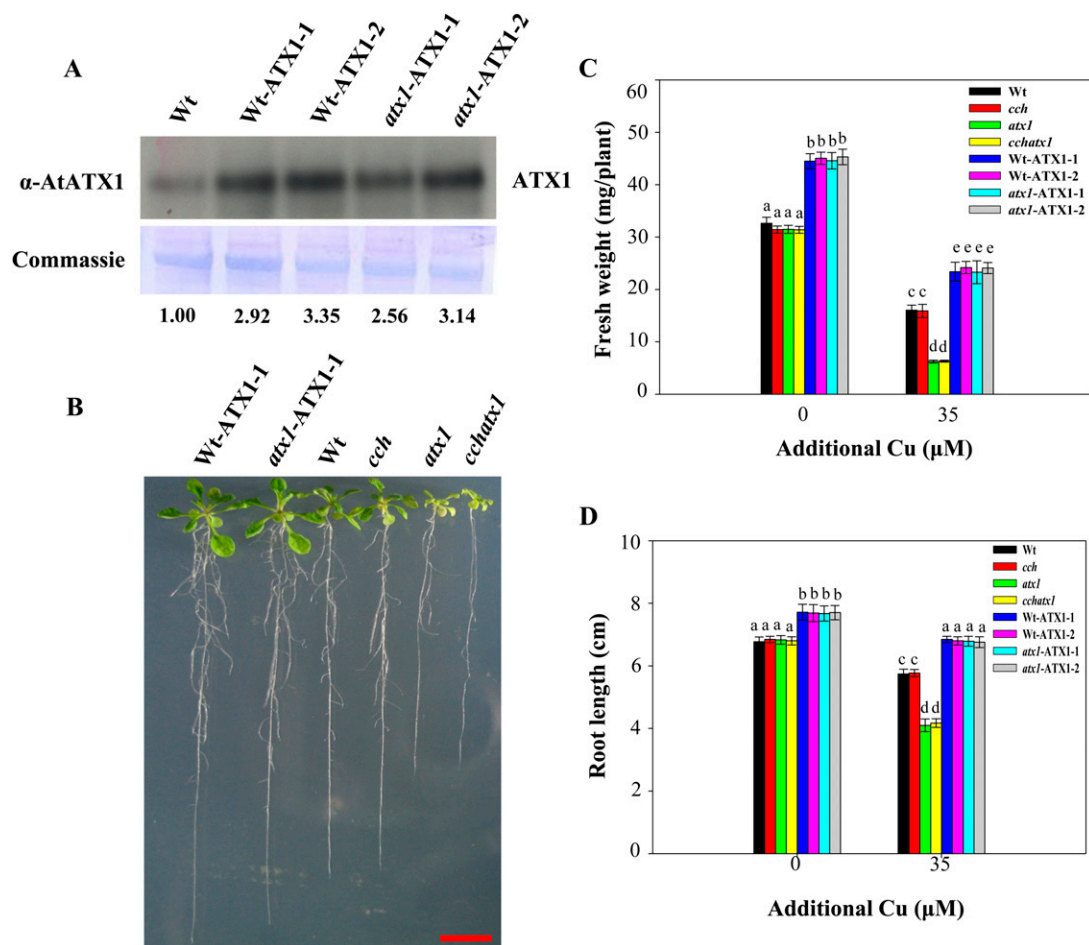 A
Wt
Wt-ATX1-1
Wt-ATX1-2
atx1-ATX1-1
atx1-ATX1-2
α-AtATX1
ATX1
Commassie
1.00 2.92 3.35 2.56 3.14
B
Wt-ATX1-1
atx1-ATX1-1
Wt
cch
atx1
cchatx1
C
Fresh weight (mg/plant)
60
50
40
30
20
10
0
a a a a b b b b
c c d d e e e e
Wt
cch
atx1
cchatx1
Wt-ATX1-1
Wt-ATX1-2
atx1-ATX1-1
atx1-ATX1-2
0 35
Additional Cu (μM)
D
Root length (cm)
10
8
6
4
2
0
a a a a b b b b
c c d d a a a a
Wt
cch
atx1
cchatx1
Wt-ATX1-1
Wt-ATX1-2
atx1-ATX1-1
atx1-ATX1-2
0 35
Additional Cu (μM)